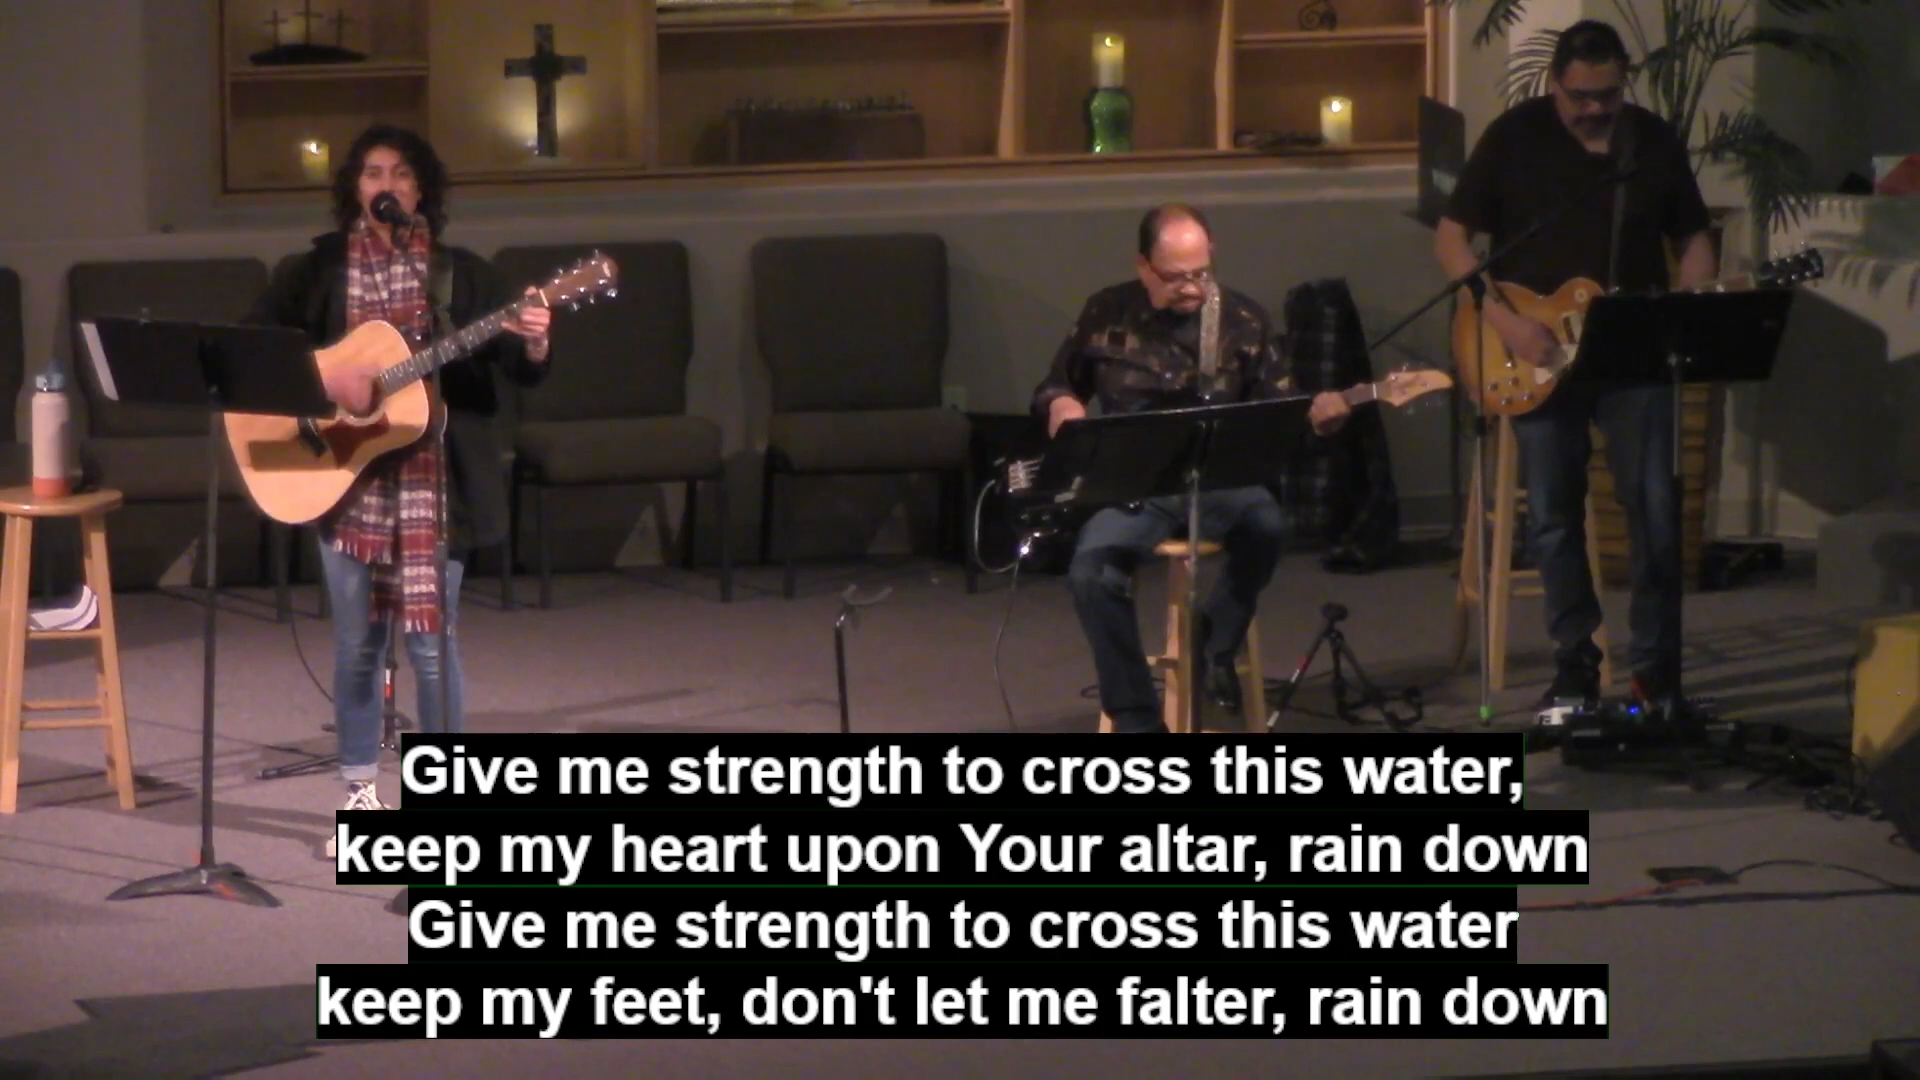 Give me strength to cross this water,
keep my heart upon Your altar, rain down
Give me strength to cross this water
keep my feet, don't let me falter, rain down